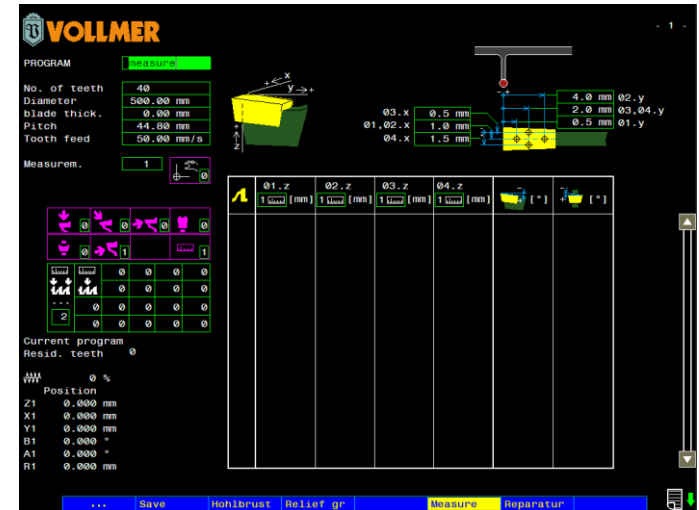 VOLLMER
- 1 -
PROGRAM measure
No. of teeth 40
Diameter 500.00 mm
blade thick. 0.00 mm
Pitch 44.80 mm
Tooth feed 50.00 mm/s
Measurem. 1
0
x
y
z
+
- +
03.x 0.5 mm
01,02.x 1.0 mm
04.x 1.5 mm
4.0 mm 02.y
2.0 mm 03,04.y
0.5 mm 01.y
01.z 02.z 03.z 04.z
1 [mm] 1 [mm] 1 [mm] 1 [mm] [°] [°]
0 0 0 0
0 1 1
0 0 0 0
0 0 0 0
... 0 0 0 0
2 0 0 0 0
Current program
Resid. teeth 0
0 %
Position
Z1 0.000 mm
X1 0.000 mm
Y1 0.000 mm
B1 0.000 °
A1 0.000 °
R1 0.000 mm
... Save Hohlbrust Relief gr Measure Reparatur